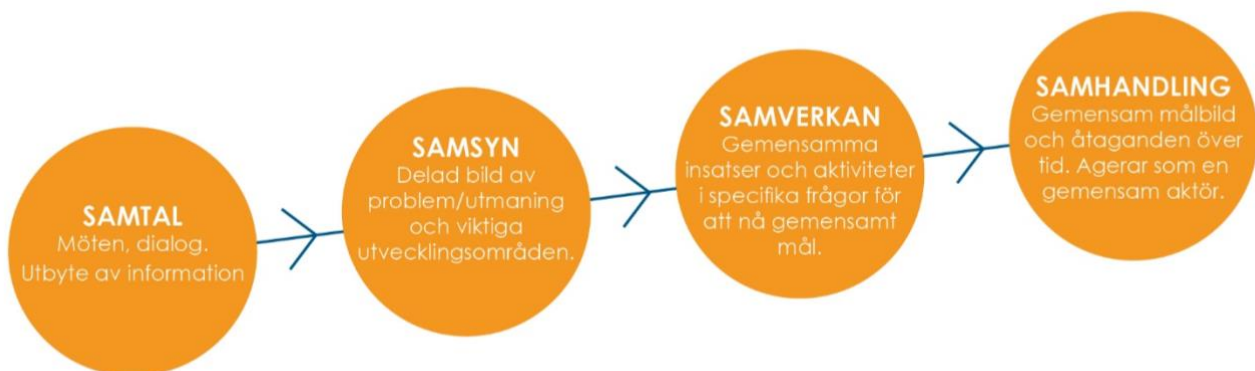 SAMTAL
Möten, dialog.
Utbyte av information
SAMSYN
Delad bild av
problem/utmaning
och viktiga
utvecklingsområden.
SAMVERKAN
Gemensamma
insatser och aktiviteter
i specifika frågor för
att nå gemensamt
mål.
SAMHANDLING
Gemensam målbild
och åtaganden över
tid. Agerar som en
gemensam aktör.